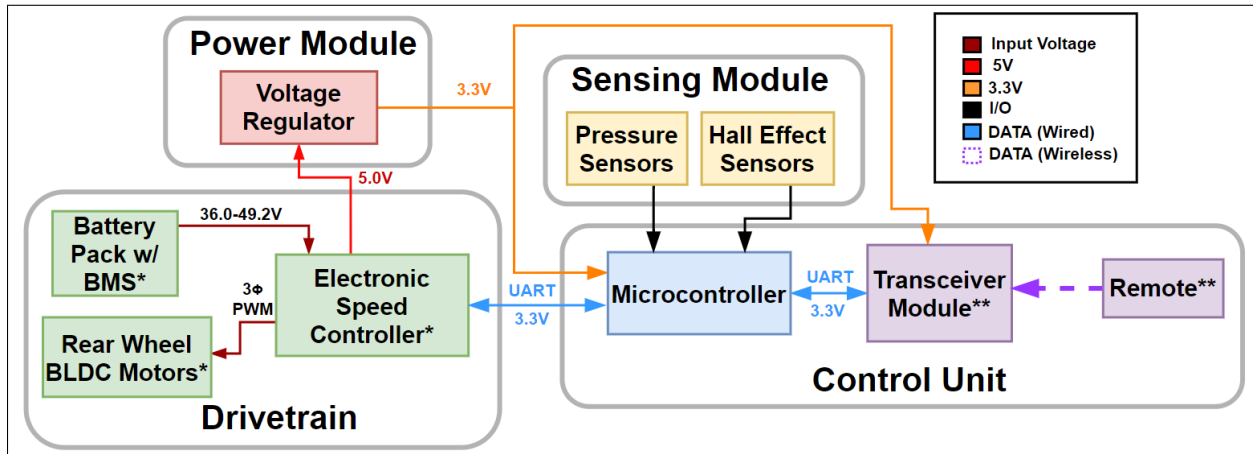 Power Module
Voltage
Regulator
3.3V
5.0V
Sensing Module
Pressure
Sensors
Hall Effect
Sensors
Input Voltage
5V
3.3V
I/O
DATA (Wired)
DATA (Wireless)
Battery
Pack w/
BMS*
36.0-49.2V
3Φ
PWM
Electronic
Speed
Controller*
Rear Wheel
BLDC Motors*
Drivetrain
UART
3.3V
Microcontroller
UART
3.3V
Transceiver
Module**
Remote**
Control Unit